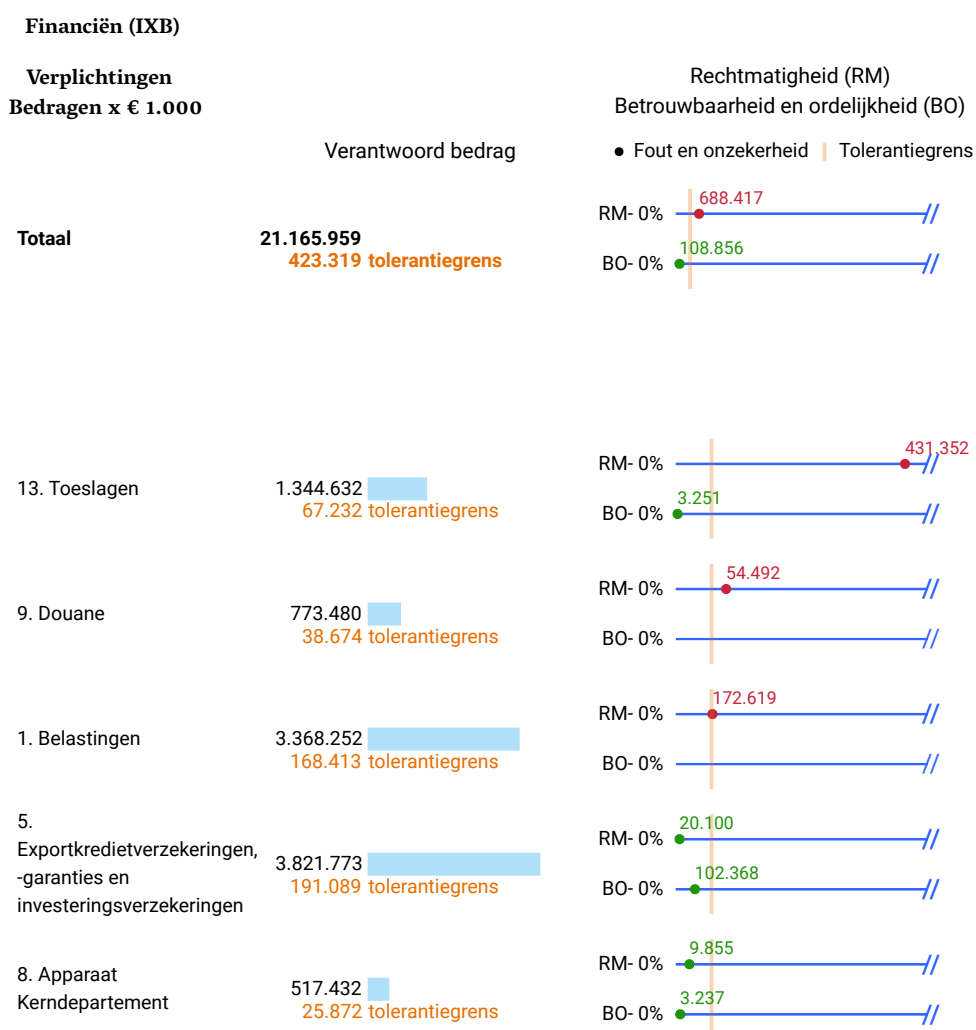 Financiën (IXB)
Verplichtingen
Bedragen x € 1.000
Rechtmatigheid (RM)
Betrouwbaarheid en ordelijkheid (BO)
Verantwoord bedrag
Fout en onzekerheid Tolerantiegrens
688.417
RM- 0%
Totaal 21.165.959
423.319 tolerantiegrens
108.856
BO- 0%
431.352
RM- 0%
13. Toeslagen 1.344.632
67.232 tolerantiegrens
3.251
BO- 0%
54.492
RM- 0%
9. Douane 773.480
38.674 tolerantiegrens
BO- 0%
172.619
RM- 0%
1. Belastingen 3.368.252
168.413 tolerantiegrens
BO- 0%
5.
Exportkredietverzekeringen,
-garanties en
investeringsverzekeringen
3.821.773
191.089 tolerantiegrens
20.100
RM- 0%
102.368
BO- 0%
8. Apparaat
Kerndepartement
517.432
25.872 tolerantiegrens
9.855
RM- 0%
3.237
BO- 0%